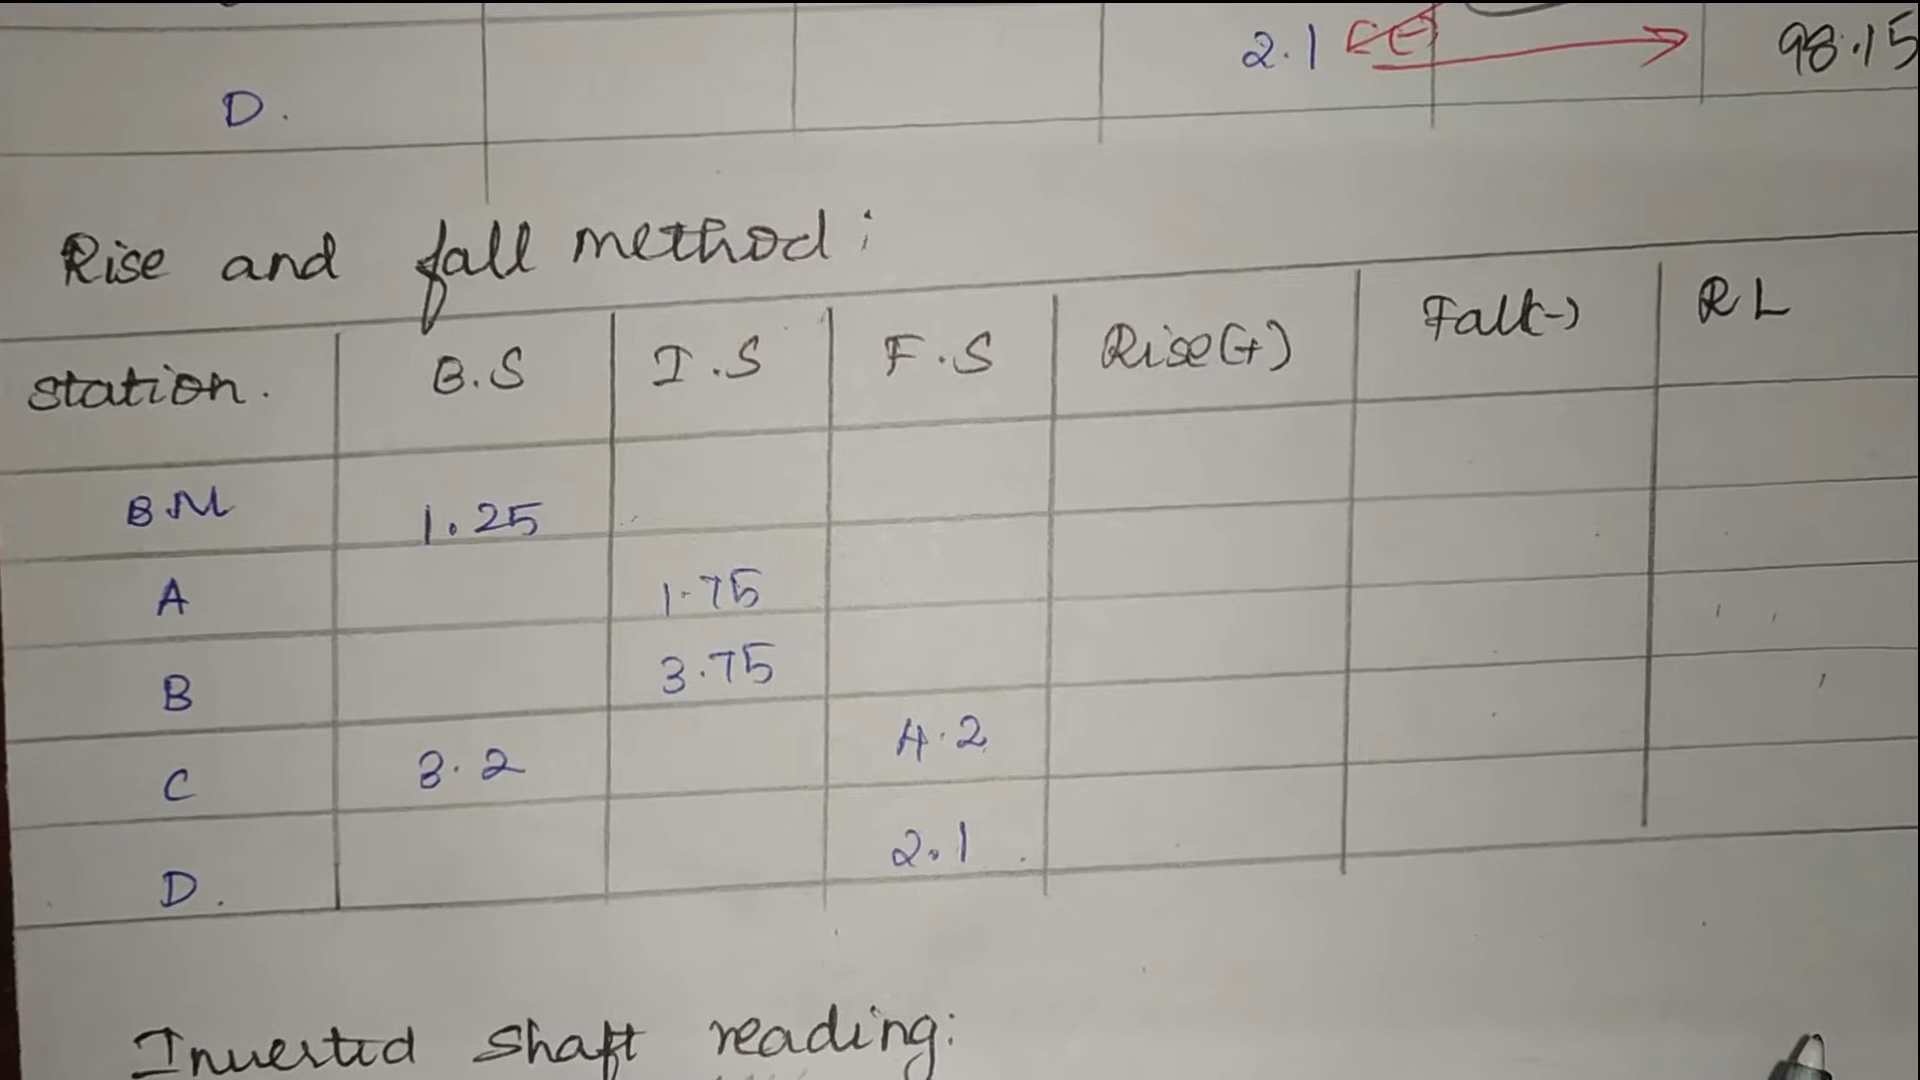 2.1 (-) 98.15
D.
Rise and fall method:
station. B.S I.S F.S Rise(+) Fall(-) RL
BM 1.25
A 1.75
B 3.75
C 3.2 4.2
D. 2.1
Inverted shaft reading: